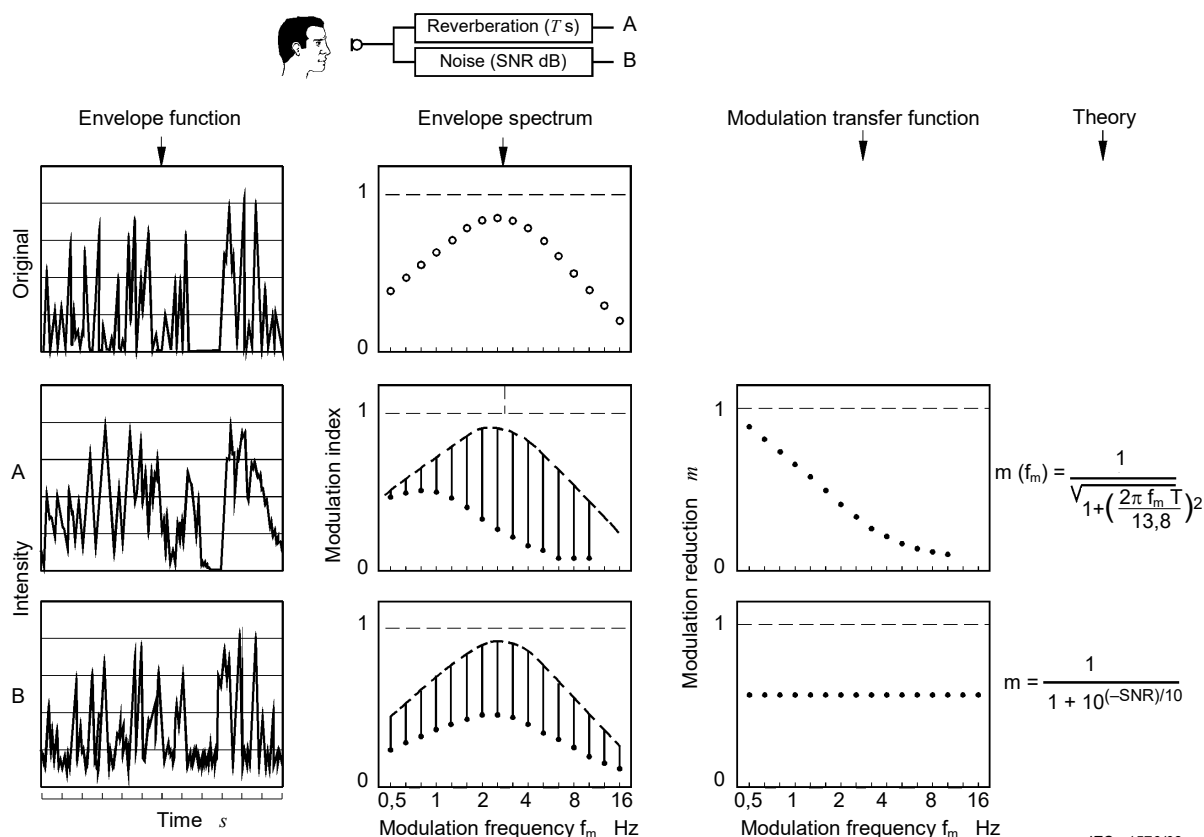 Reverberation (T s)
A
Noise (SNR dB)
B
Envelope function
Envelope spectrum
Modulation transfer function
Theory
Original
1
0
A
Intensity
Modulation index
1
0
Modulation reduction m
1
0
m (fm) = 1 / √1+(2π fm T / 13,8)2
B
1
0
1
0
m = 1 / 1 + 10(–SNR)/10
0,5 1 2 4 8 16
0,5 1 2 4 8 16
Time s
Modulation frequency fm Hz
Modulation frequency fm Hz